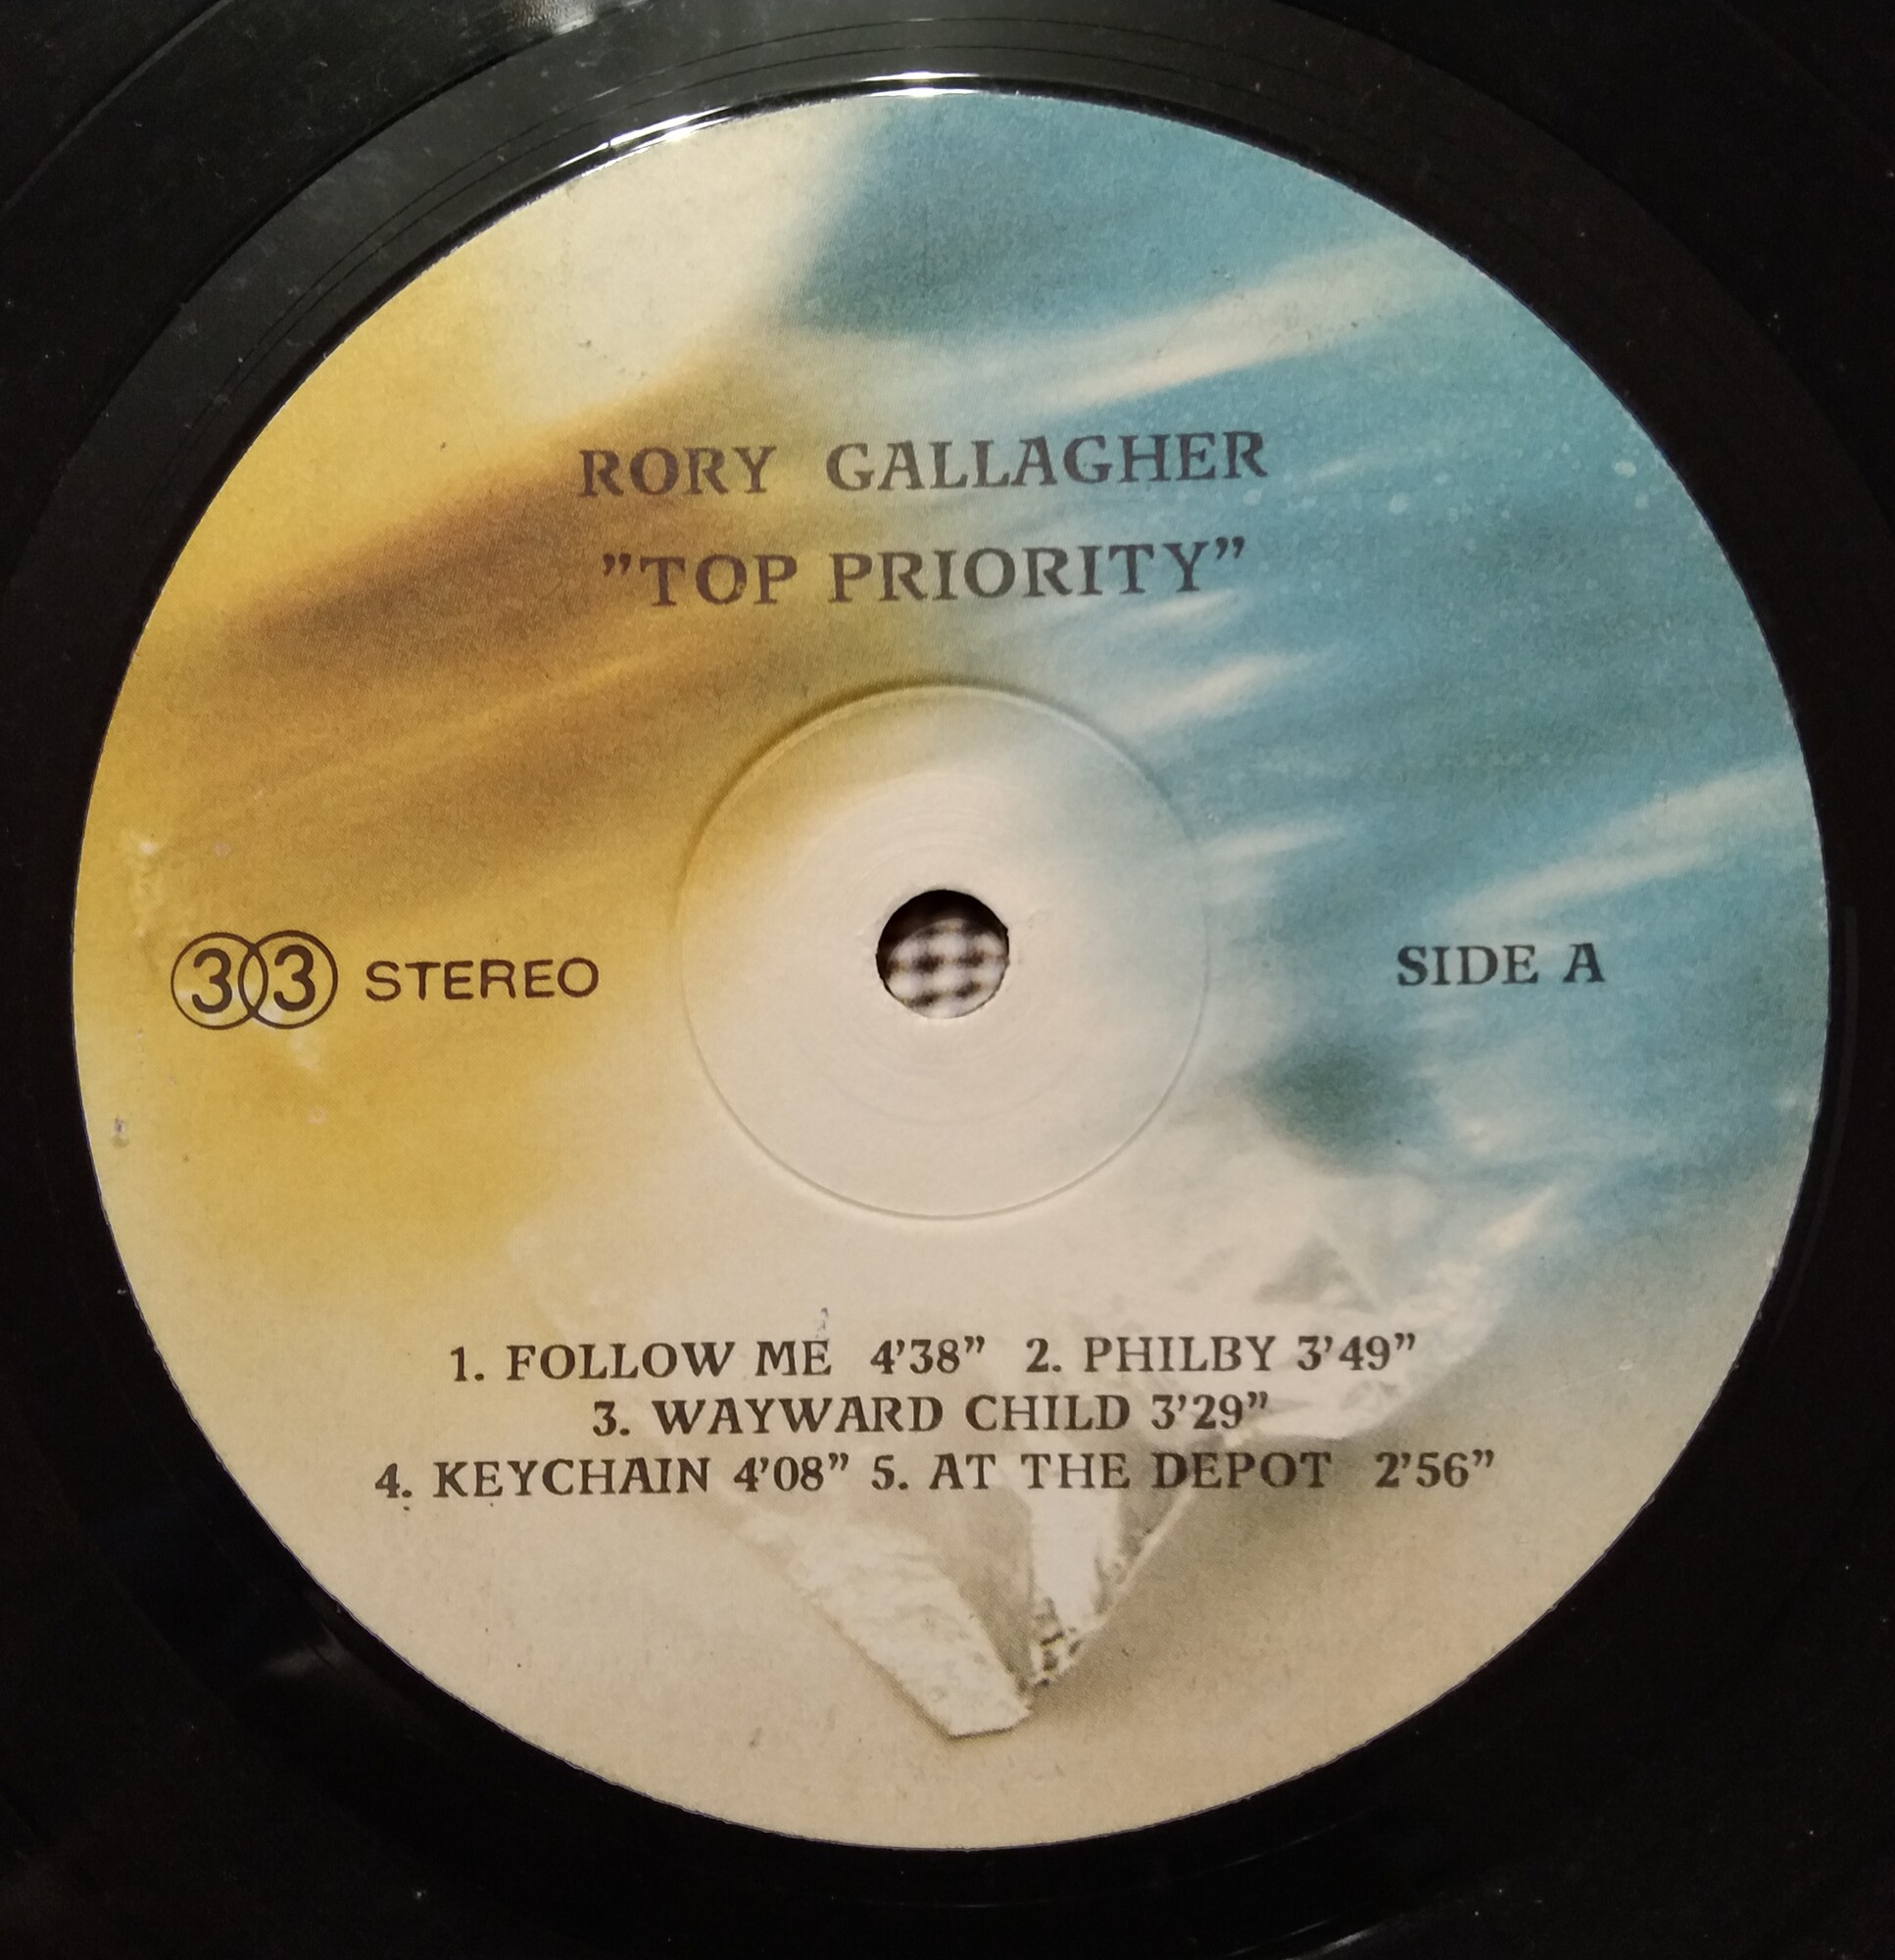 RORY GALLAGHER
"TOP PRIORITY"
33 STEREO
SIDE A
1. FOLLOW ME 4'38" 2. PHILBY 3'49"
3. WAYWARD CHILD 3'29"
4. KEYCHAIN 4'08" 5. AT THE DEPOT 2'56"